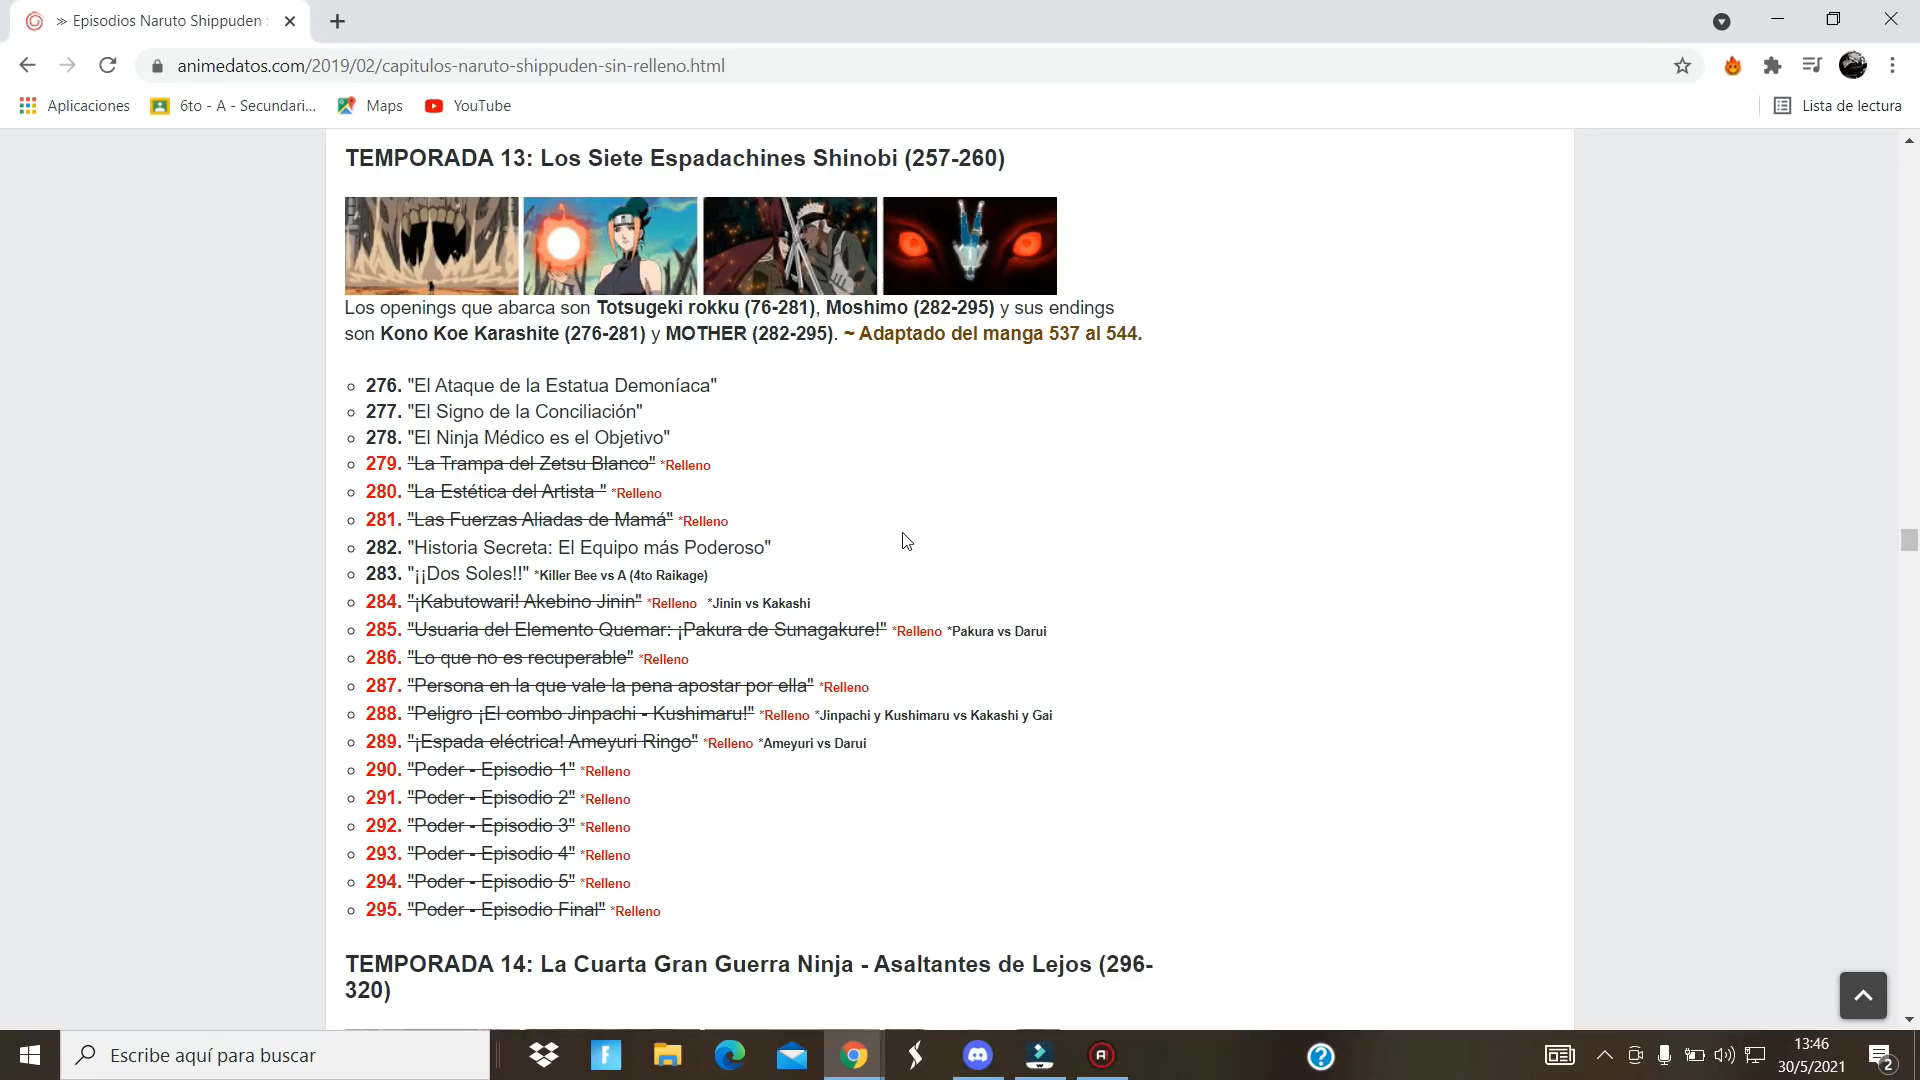 ≫ Episodios Naruto Shippuden
animedatos.com/2019/02/capitulos-naruto-shippuden-sin-relleno.html
Aplicaciones
6to - A - Secundari...
Maps
YouTube
Lista de lectura
TEMPORADA 13: Los Siete Espadachines Shinobi (257-260)
Los openings que abarca son Totsugeki rokku (76-281), Moshimo (282-295) y sus endings
son Kono Koe Karashite (276-281) y MOTHER (282-295). ~ Adaptado del manga 537 al 544.
276. "El Ataque de la Estatua Demoníaca"
277. "El Signo de la Conciliación"
278. "El Ninja Médico es el Objetivo"
279. "La Trampa del Zetsu Blanco" *Relleno
280. "La Estética del Artista " *Relleno
281. "Las Fuerzas Aliadas de Mamá" *Relleno
282. "Historia Secreta: El Equipo más Poderoso"
283. "¡¡Dos Soles!!" *Killer Bee vs A (4to Raikage)
284. "¡Kabutowari! Akebino Jinin" *Relleno *Jinin vs Kakashi
285. "Usuaria del Elemento Quemar: ¡Pakura de Sunagakure!" *Relleno *Pakura vs Darui
286. "Lo que no es recuperable" *Relleno
287. "Persona en la que vale la pena apostar por ella" *Relleno
288. "Peligro ¡El combo Jinpachi - Kushimaru!" *Relleno *Jinpachi y Kushimaru vs Kakashi y Gai
289. "¡Espada eléctrica! Ameyuri Ringo" *Relleno *Ameyuri vs Darui
290. "Poder - Episodio 1" *Relleno
291. "Poder - Episodio 2" *Relleno
292. "Poder - Episodio 3" *Relleno
293. "Poder - Episodio 4" *Relleno
294. "Poder - Episodio 5" *Relleno
295. "Poder - Episodio Final" *Relleno
TEMPORADA 14: La Cuarta Gran Guerra Ninja - Asaltantes de Lejos (296-
320)
Escribe aquí para buscar
13:46
30/5/2021
2